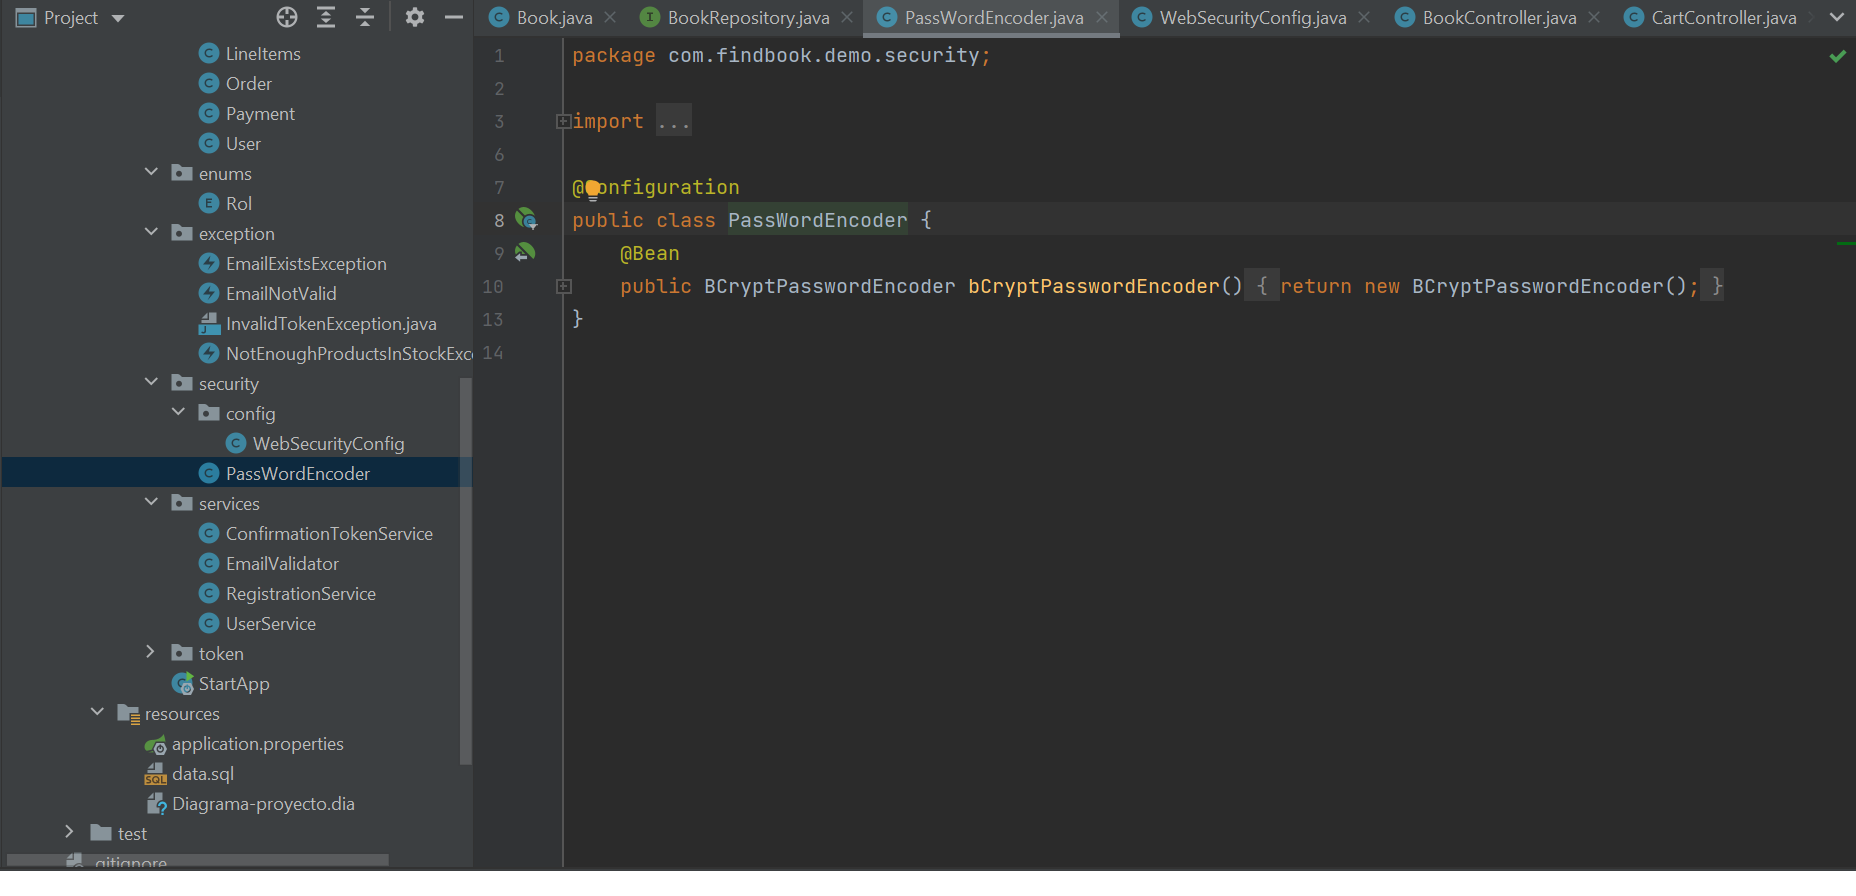 Project
LineItems
Order
Payment
User
enums
Rol
exception
EmailExistsException
EmailNotValid
InvalidTokenException.java
NotEnoughProductsInStockExc
security
config
WebSecurityConfig
PassWordEncoder
services
ConfirmationTokenService
EmailValidator
RegistrationService
UserService
token
StartApp
resources
application.properties
data.sql
Diagrama-proyecto.dia
test
.gitignore
Book.java BookRepository.java PassWordEncoder.java WebSecurityConfig.java BookController.java CartController.java
1 package com.findbook.demo.security;
2
3 import ...
6
7 @Configuration
8 public class PassWordEncoder {
9 @Bean
10 public BCryptPasswordEncoder bCryptPasswordEncoder() { return new BCryptPasswordEncoder(); }
13 }
14